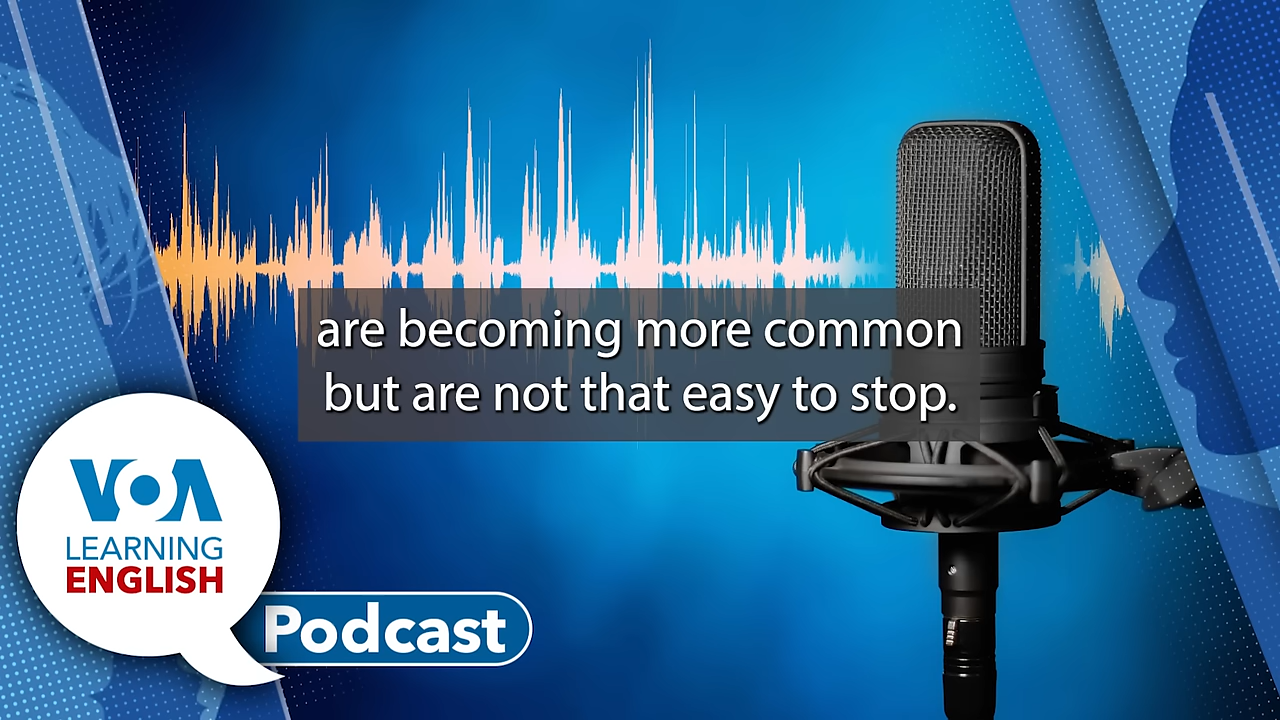 are becoming more common
but are not that easy to stop.
VOA
LEARNING
ENGLISH
Podcast